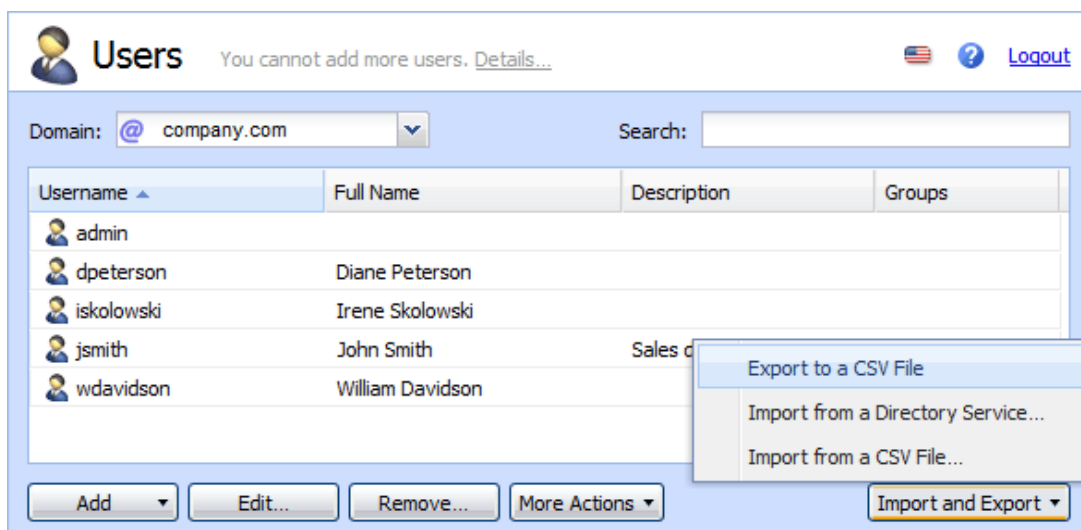 Users You cannot add more users. Details... Logout
Domain: @ company.com Search:
Username Full Name Description Groups
admin
dpeterson Diane Peterson
iskolowski Irene Skolowski
jsmith John Smith Sales
wdavidson William Davidson
Export to a CSV File
Import from a Directory Service...
Import from a CSV File...
Add Edit... Remove... More Actions Import and Export